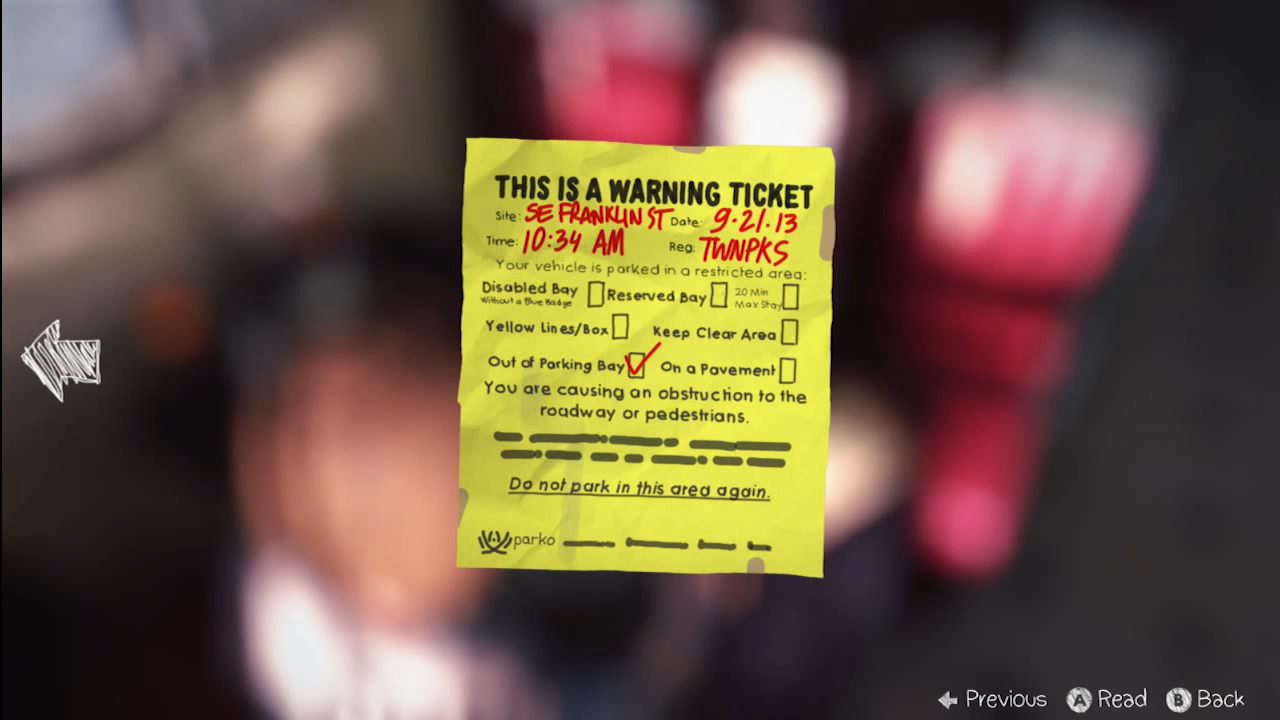 THIS IS A WARNING TICKET
Site: SE FRANKLIN ST Date: 9·21·13
Time: 10:34 AM Reg: TWNPKS
Your vehicle is parked in a restricted area:
Disabled Bay Reserved Bay 20 Min
Without a Blue Badge Max Stay
Yellow Lines/Box Keep Clear Area
Out of Parking Bay On a Pavement
You are causing an obstruction to the
roadway or pedestrians.
Do not park in this area again.
parko
Previous A Read B Back